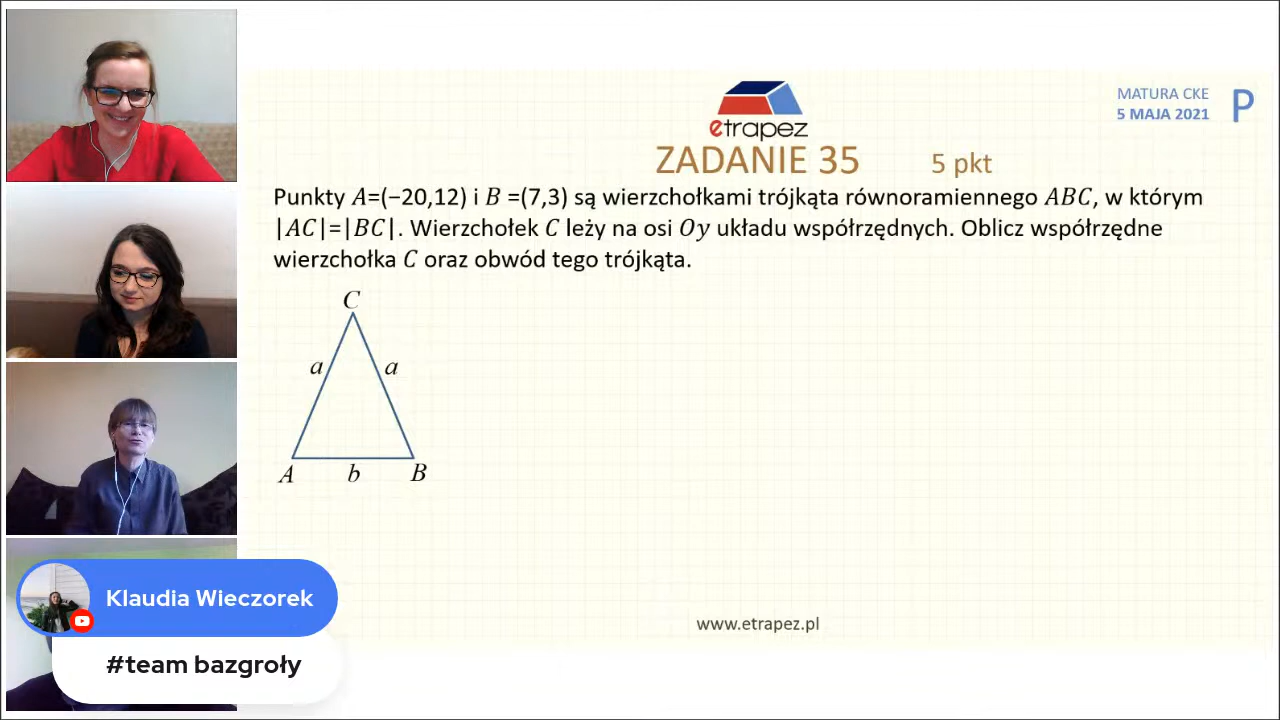 etrapez
MATURA CKE
5 MAJA 2021
P
ZADANIE 35 5 pkt
Punkty A=(−20,12) i B =(7,3) są wierzchołkami trójkąta równoramiennego ABC, w którym
|AC|=|BC|. Wierzchołek C leży na osi Oy układu współrzędnych. Oblicz współrzędne
wierzchołka C oraz obwód tego trójkąta.
C
a a
A b B
Klaudia Wieczorek
#team bazgroły
www.etrapez.pl